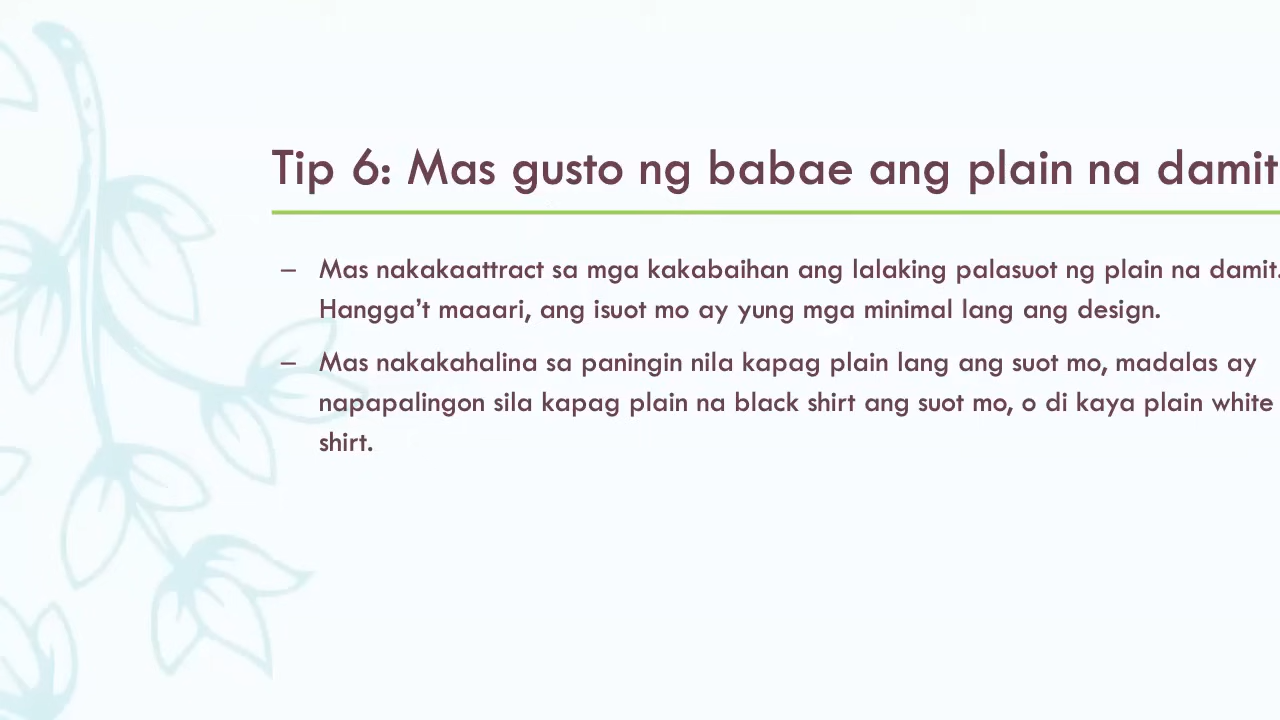 Tip 6: Mas gusto ng babae ang plain na damit
– Mas nakakaattract sa mga kakabaihan ang lalaking palasuot ng plain na damit.
Hangga’t maaari, ang isuot mo ay yung mga minimal lang ang design.
– Mas nakakahalina sa paningin nila kapag plain lang ang suot mo, madalas ay
napapalingon sila kapag plain na black shirt ang suot mo, o di kaya plain white
shirt.